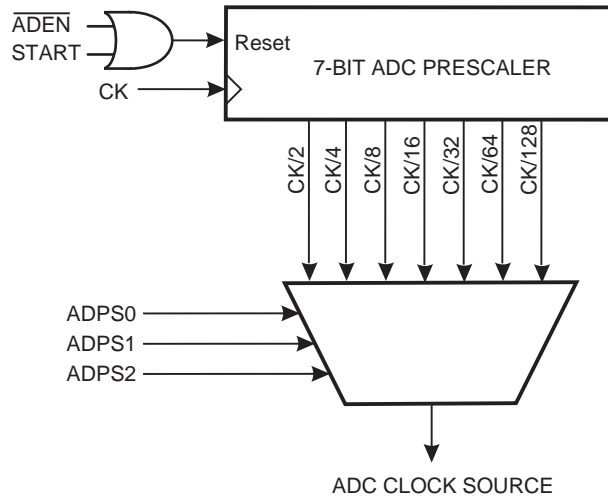 ADEN
START
Reset
7-BIT ADC PRESCALER
CK
CK/2
CK/4
CK/8
CK/16
CK/32
CK/64
CK/128
ADPS0
ADPS1
ADPS2
ADC CLOCK SOURCE